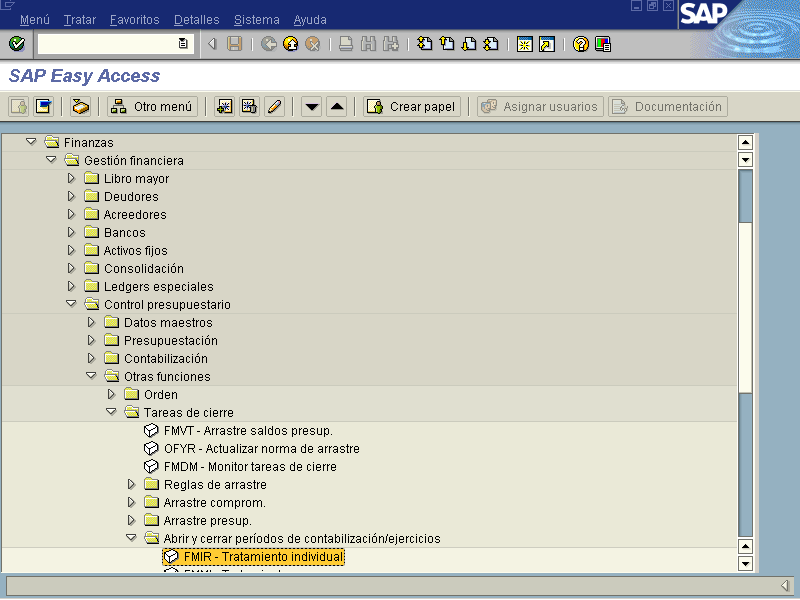 Menú Tratar Favoritos Detalles Sistema Ayuda
SAP
SAP Easy Access
Otro menú Crear papel Asignar usuarios Documentación
Finanzas
Gestión financiera
Libro mayor
Deudores
Acreedores
Bancos
Activos fijos
Consolidación
Ledgers especiales
Control presupuestario
Datos maestros
Presupuestación
Contabilización
Otras funciones
Orden
Tareas de cierre
FMVT - Arrastre saldos presup.
OFYR - Actualizar norma de arrastre
FMDM - Monitor tareas de cierre
Reglas de arrastre
Arrastre comprom.
Arrastre presup.
Abrir y cerrar períodos de contabilización/ejercicios
FMIR - Tratamiento individual